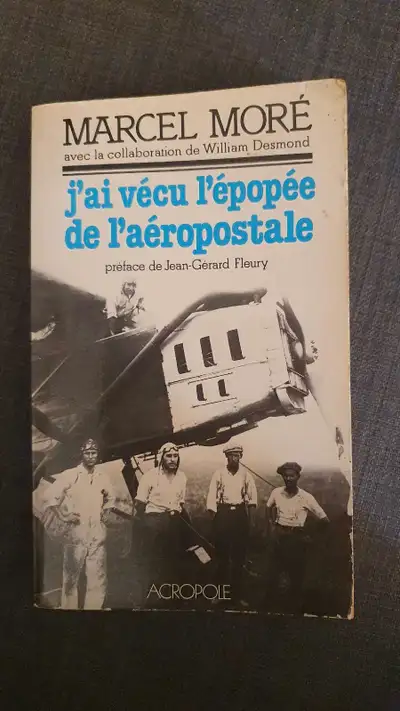 MARCEL MORÉ
avec la collaboration de William Desmond
j'ai vécu l'épopée
de l'aéropostale
préface de Jean-Gérard Fleury
ACROPOLE